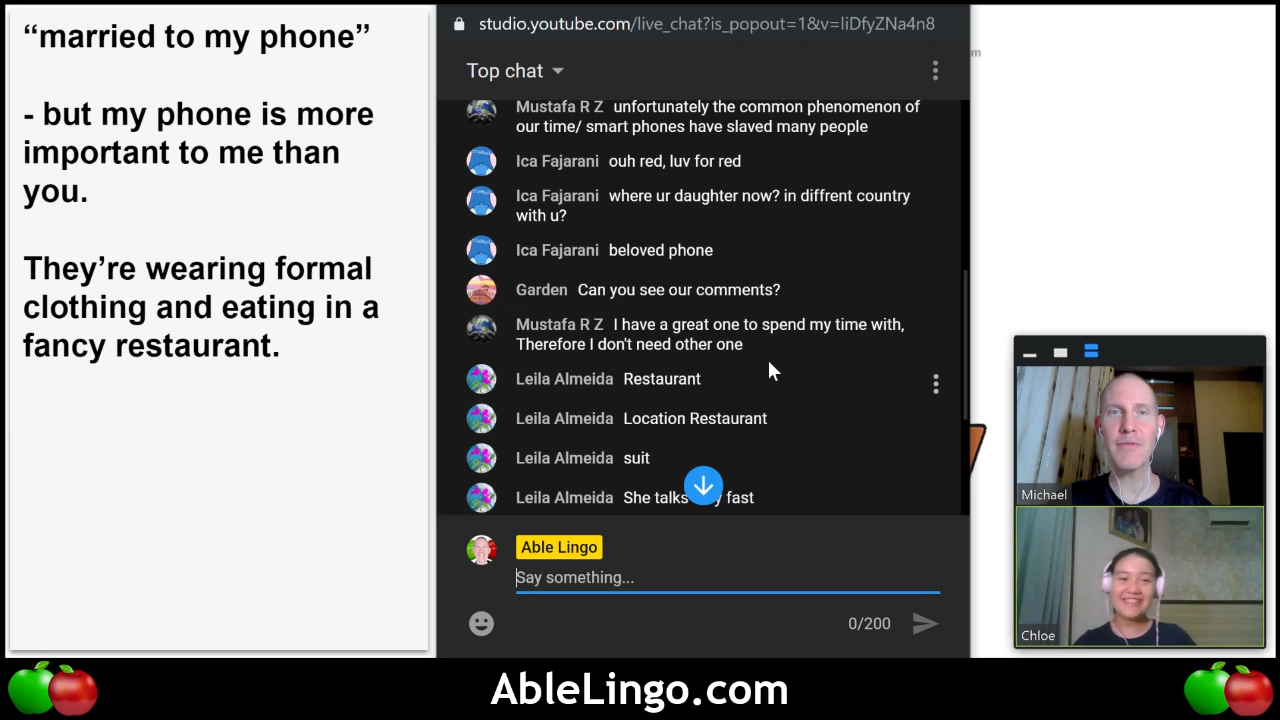 “married to my phone”
- but my phone is more
important to me than
you.
They’re wearing formal
clothing and eating in a
fancy restaurant.
studio.youtube.com/live_chat?is_popout=1&v=liDfyZNa4n8
m
Top chat
Mustafa R Z unfortunately the common phenomenon of
our time/ smart phones have slaved many people
Ica Fajarani ouh red, luv for red
Ica Fajarani where ur daughter now? in diffrent country
with u?
Ica Fajarani beloved phone
Garden Can you see our comments?
Mustafa R Z I have a great one to spend my time with,
Therefore I don't need other one
Leila Almeida Restaurant
Leila Almeida Location Restaurant
Leila Almeida suit
Leila Almeida She talks fast
Able Lingo
Say something...
0/200
Michael
Chloe
AbleLingo.com